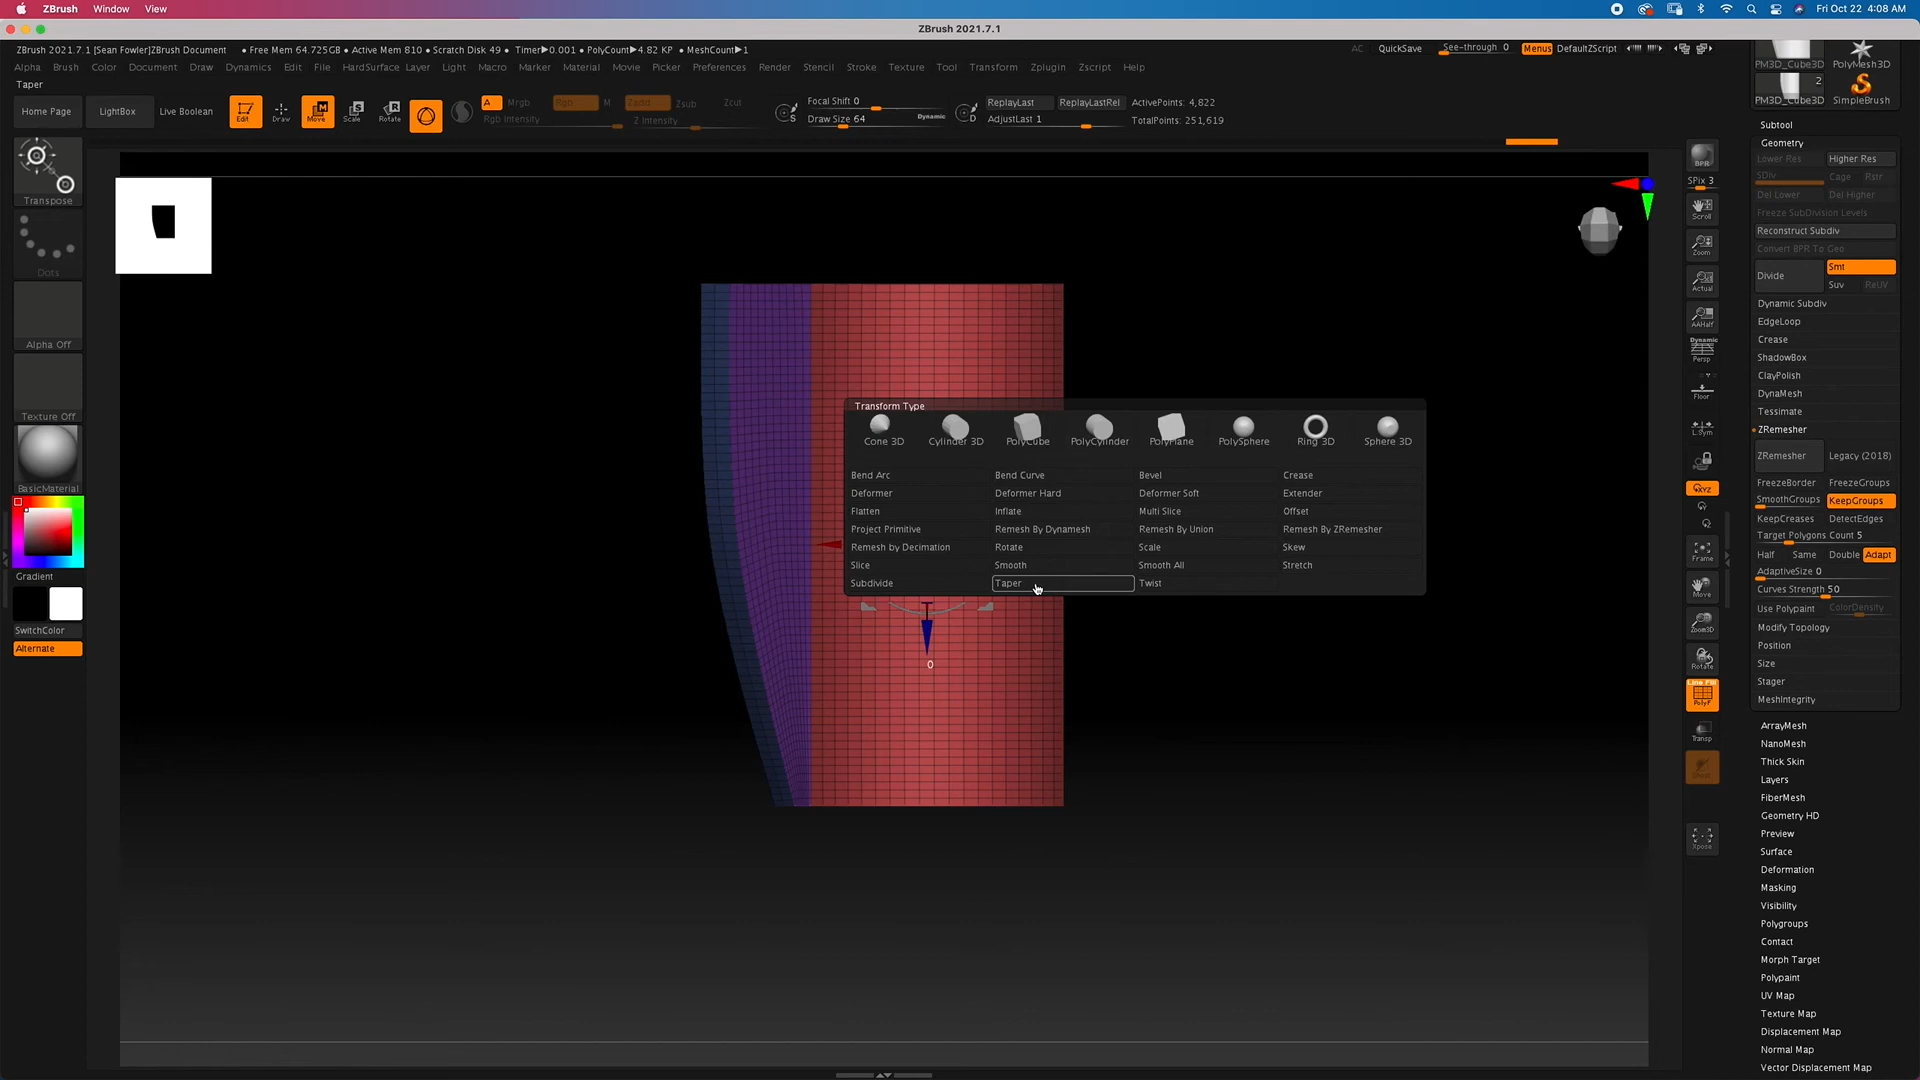 ZBrush Window View Fri Oct 22 4:08 AM
ZBrush 2021.7.1
ZBrush 2021.7.1 [Sean Fowler]ZBrush Document • Free Mem 64.725GB • Active Mem 810 • Scratch Disk 49 • Timer▶0.001 • PolyCount▶4.82 KP • MeshCount▶1 AC QuickSave See-through 0 Menus DefaultZScript
Alpha Brush Color Document Draw Dynamics Edit File HardSurface Layer Light Macro Marker Material Movie Picker Preferences Render Stencil Stroke Texture Tool Transform Zplugin Zscript Help
PM3D_Cube3D PolyMesh3D
Taper
2
PM3D_Cube3D SimpleBrush
Home Page LightBox Live Boolean Edit Draw Move Scale Rotate A Mrgb Rgb M Zadd Zsub Zcut
Rgb Intensity Z Intensity
Focal Shift 0
Draw Size 64 Dynamic
ReplayLast ReplayLastRel ActivePoints: 4,822
AdjustLast 1 TotalPoints: 251,619
Transpose
Dots
Alpha Off
Texture Off
BasicMaterial
Gradient
SwitchColor
Alternate
Transform Type
Cone 3D Cylinder 3D PolyCube PolyCylinder PolyPlane PolySphere Ring 3D Sphere 3D
Bend Arc Bend Curve Bevel Crease
Deformer Deformer Hard Deformer Soft Extender
Flatten Inflate Multi Slice Offset
Project Primitive Remesh By Dynamesh Remesh By Union Remesh By ZRemesher
Remesh by Decimation Rotate Scale Skew
Slice Smooth Smooth All Stretch
Subdivide Taper Twist
0
BPR
SPix 3
Scroll
Zoom
Actual
AAHalf
Dynamic
Persp
Floor
L.Sym
XYZ
Frame
Move
Zoom3D
Rotate
Line Fill
PolyF
Transp
Xpose
Subtool
Geometry
Lower Res Higher Res
SDiv Cage Rstr
Del Lower Del Higher
Freeze SubDivision Levels
Reconstruct Subdiv
Convert BPR To Geo
Divide Smt
Suv ReUV
Dynamic Subdiv
EdgeLoop
Crease
ShadowBox
ClayPolish
DynaMesh
Tessimate
ZRemesher
ZRemesher Legacy (2018)
FreezeBorder FreezeGroups
SmoothGroups KeepGroups
KeepCreases DetectEdges
Target Polygons Count 5
Half Same Double Adapt
AdaptiveSize 0
Curves Strength 50
Use Polypaint ColorDensity
Modify Topology
Position
Size
Stager
MeshIntegrity
ArrayMesh
NanoMesh
Thick Skin
Layers
FiberMesh
Geometry HD
Preview
Surface
Deformation
Masking
Visibility
Polygroups
Contact
Morph Target
Polypaint
UV Map
Texture Map
Displacement Map
Normal Map
Vector Displacement Map